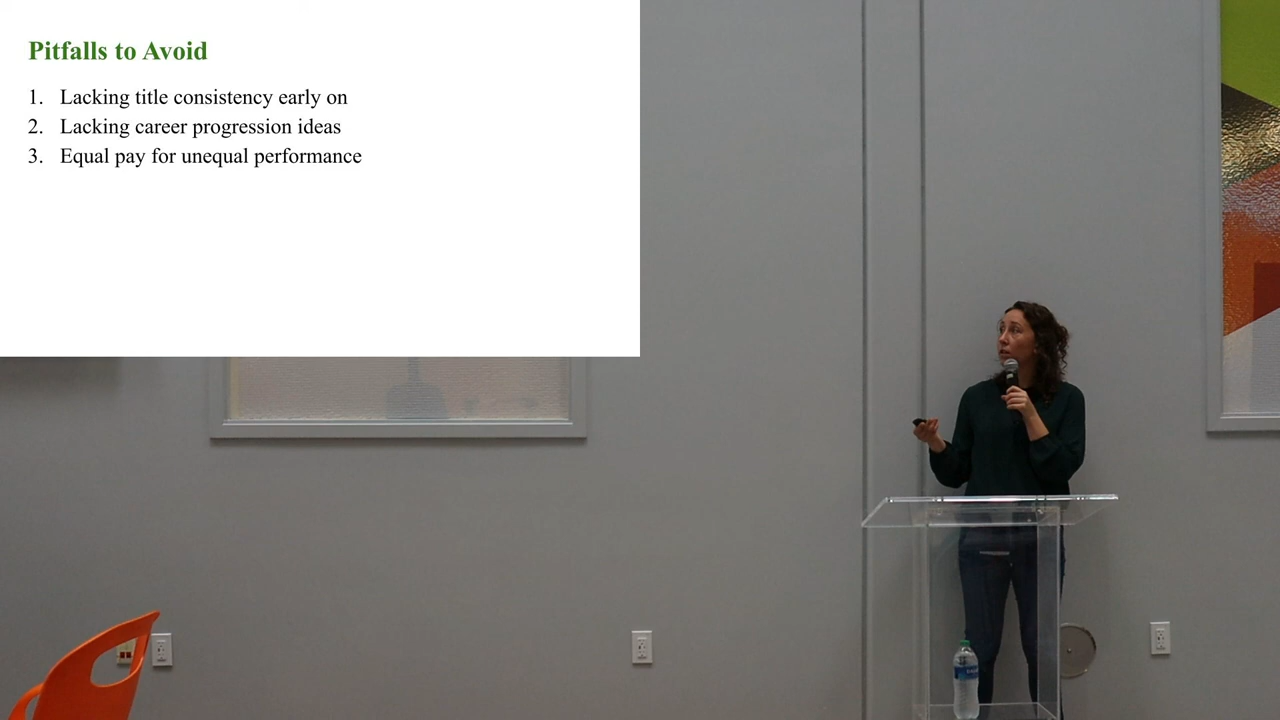 Pitfalls to Avoid
1. Lacking title consistency early on
2. Lacking career progression ideas
3. Equal pay for unequal performance